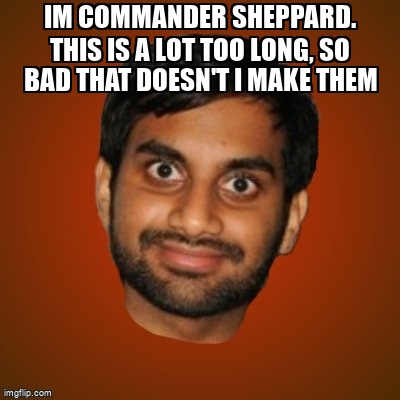 IM COMMANDER SHEPPARD.
THIS IS A LOT TOO LONG, SO
BAD THAT DOESN'T I MAKE THEM
imgflip.com